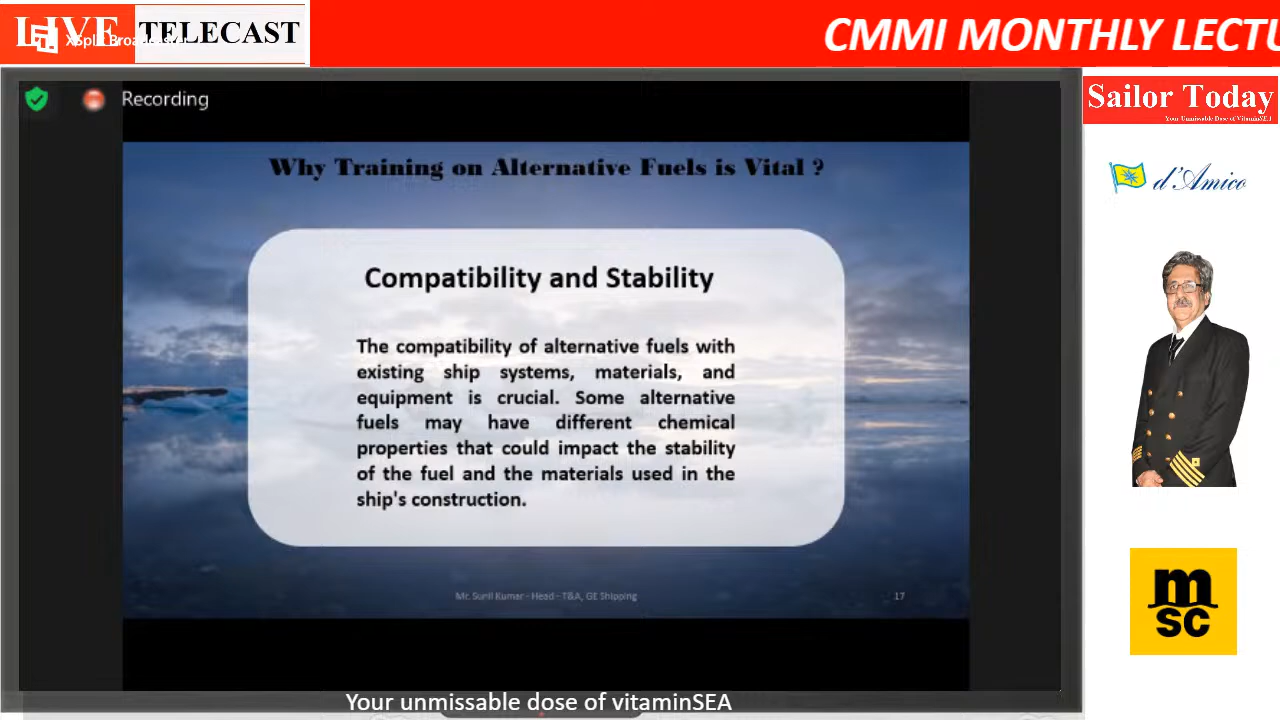 LIVE TELECAST
XSplit Broadcaster
CMMI MONTHLY LECTU
Sailor Today
Your Unmissable Dose of VitaminSEA
Recording
Why Training on Alternative Fuels is Vital ?
d'Amico
Compatibility and Stability
The compatibility of alternative fuels with
existing ship systems, materials, and
equipment is crucial. Some alternative
fuels may have different chemical
properties that could impact the stability
of the fuel and the materials used in the
ship's construction.
Mr. Sunil Kumar - Head - T&A, GE Shipping
17
msc
Your unmissable dose of vitaminSEA